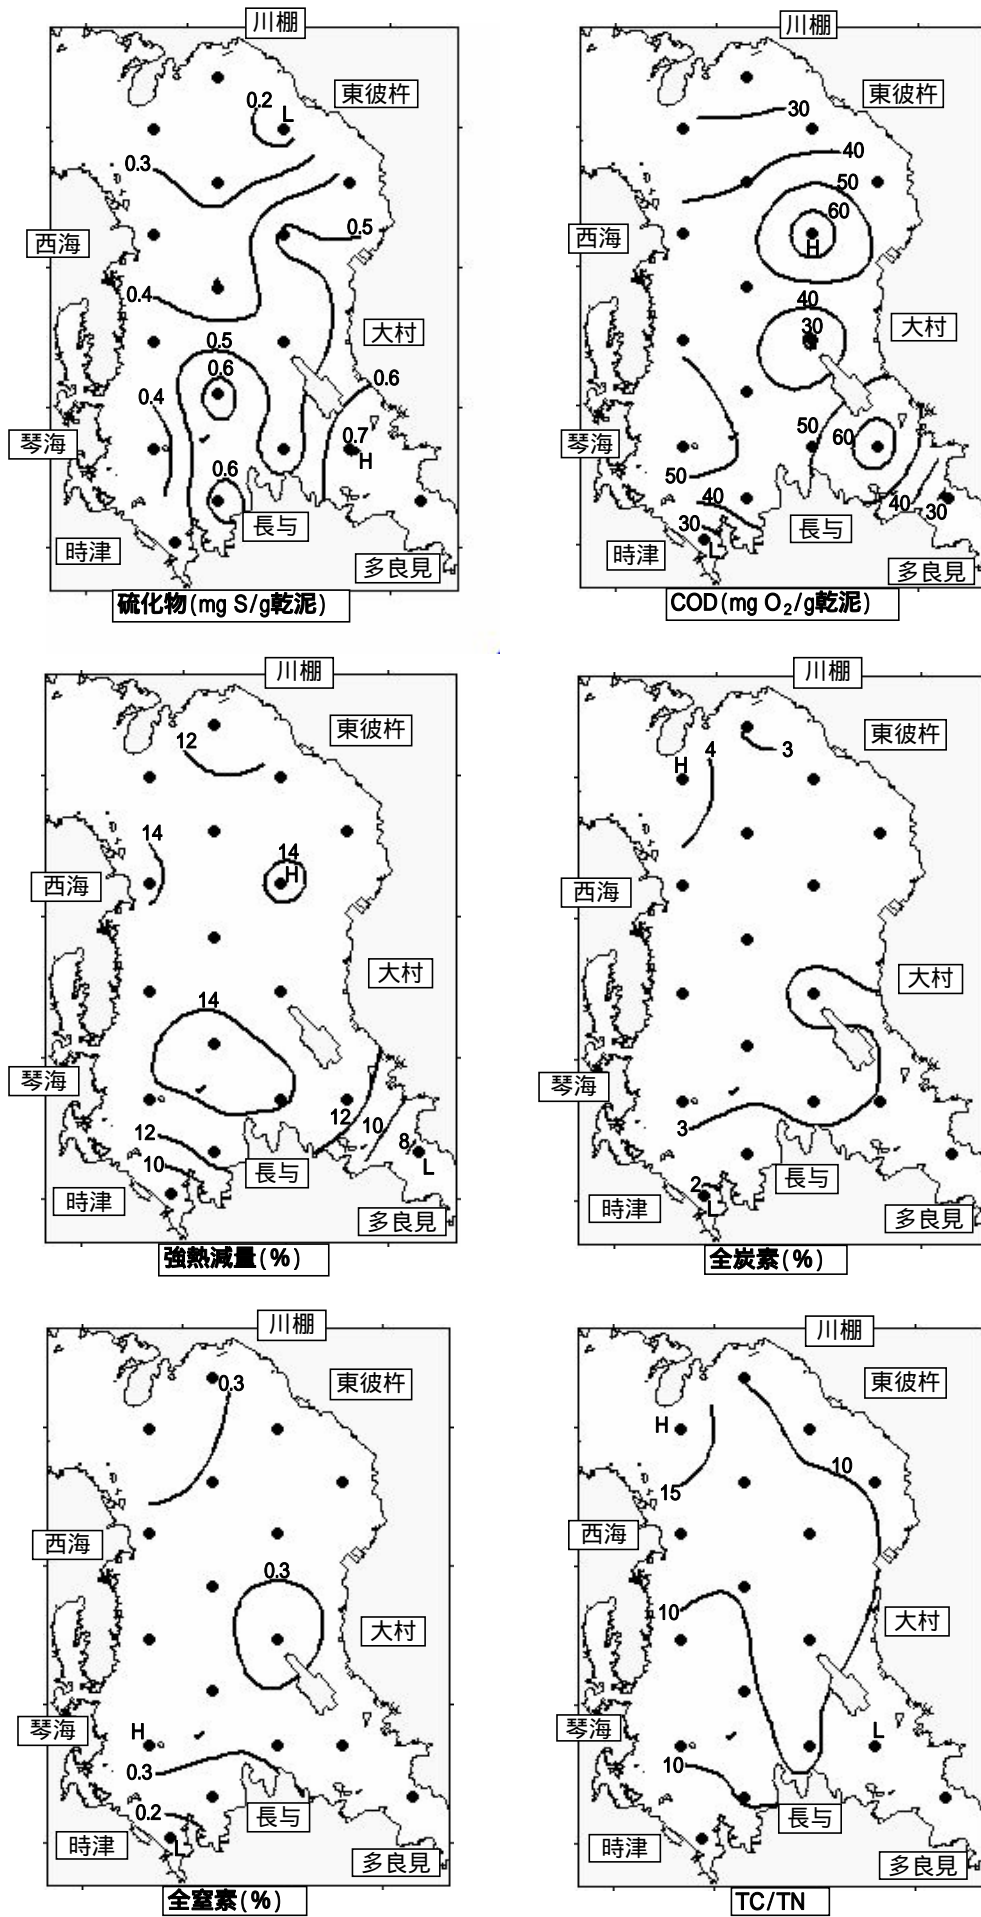 川棚
0.2
L
東彼杵
0.3
0.5
西海
0.4
大村
0.5
0.6
0.6
0.4
0.7
H
琴海
0.6
長与
時津
多良見
硫化物(mg S/g乾泥)
川棚
東彼杵
30
40
50
60
H
西海
40
30
大村
50
60
琴海
50
40
40
30
30
L
長与
時津
多良見
COD(mg O₂/g乾泥)
川棚
東彼杵
12
14
14
H
西海
大村
14
琴海
12
10
12
8
10
L
長与
時津
多良見
強熱減量(%)
川棚
東彼杵
4
3
H
西海
大村
琴海
3
長与
2
L
時津
多良見
全炭素(%)
川棚
東彼杵
0.3
西海
0.3
大村
H
琴海
0.3
0.2
L
長与
時津
多良見
全窒素(%)
川棚
東彼杵
H
10
15
西海
10
大村
L
琴海
10
長与
時津
多良見
TC/TN